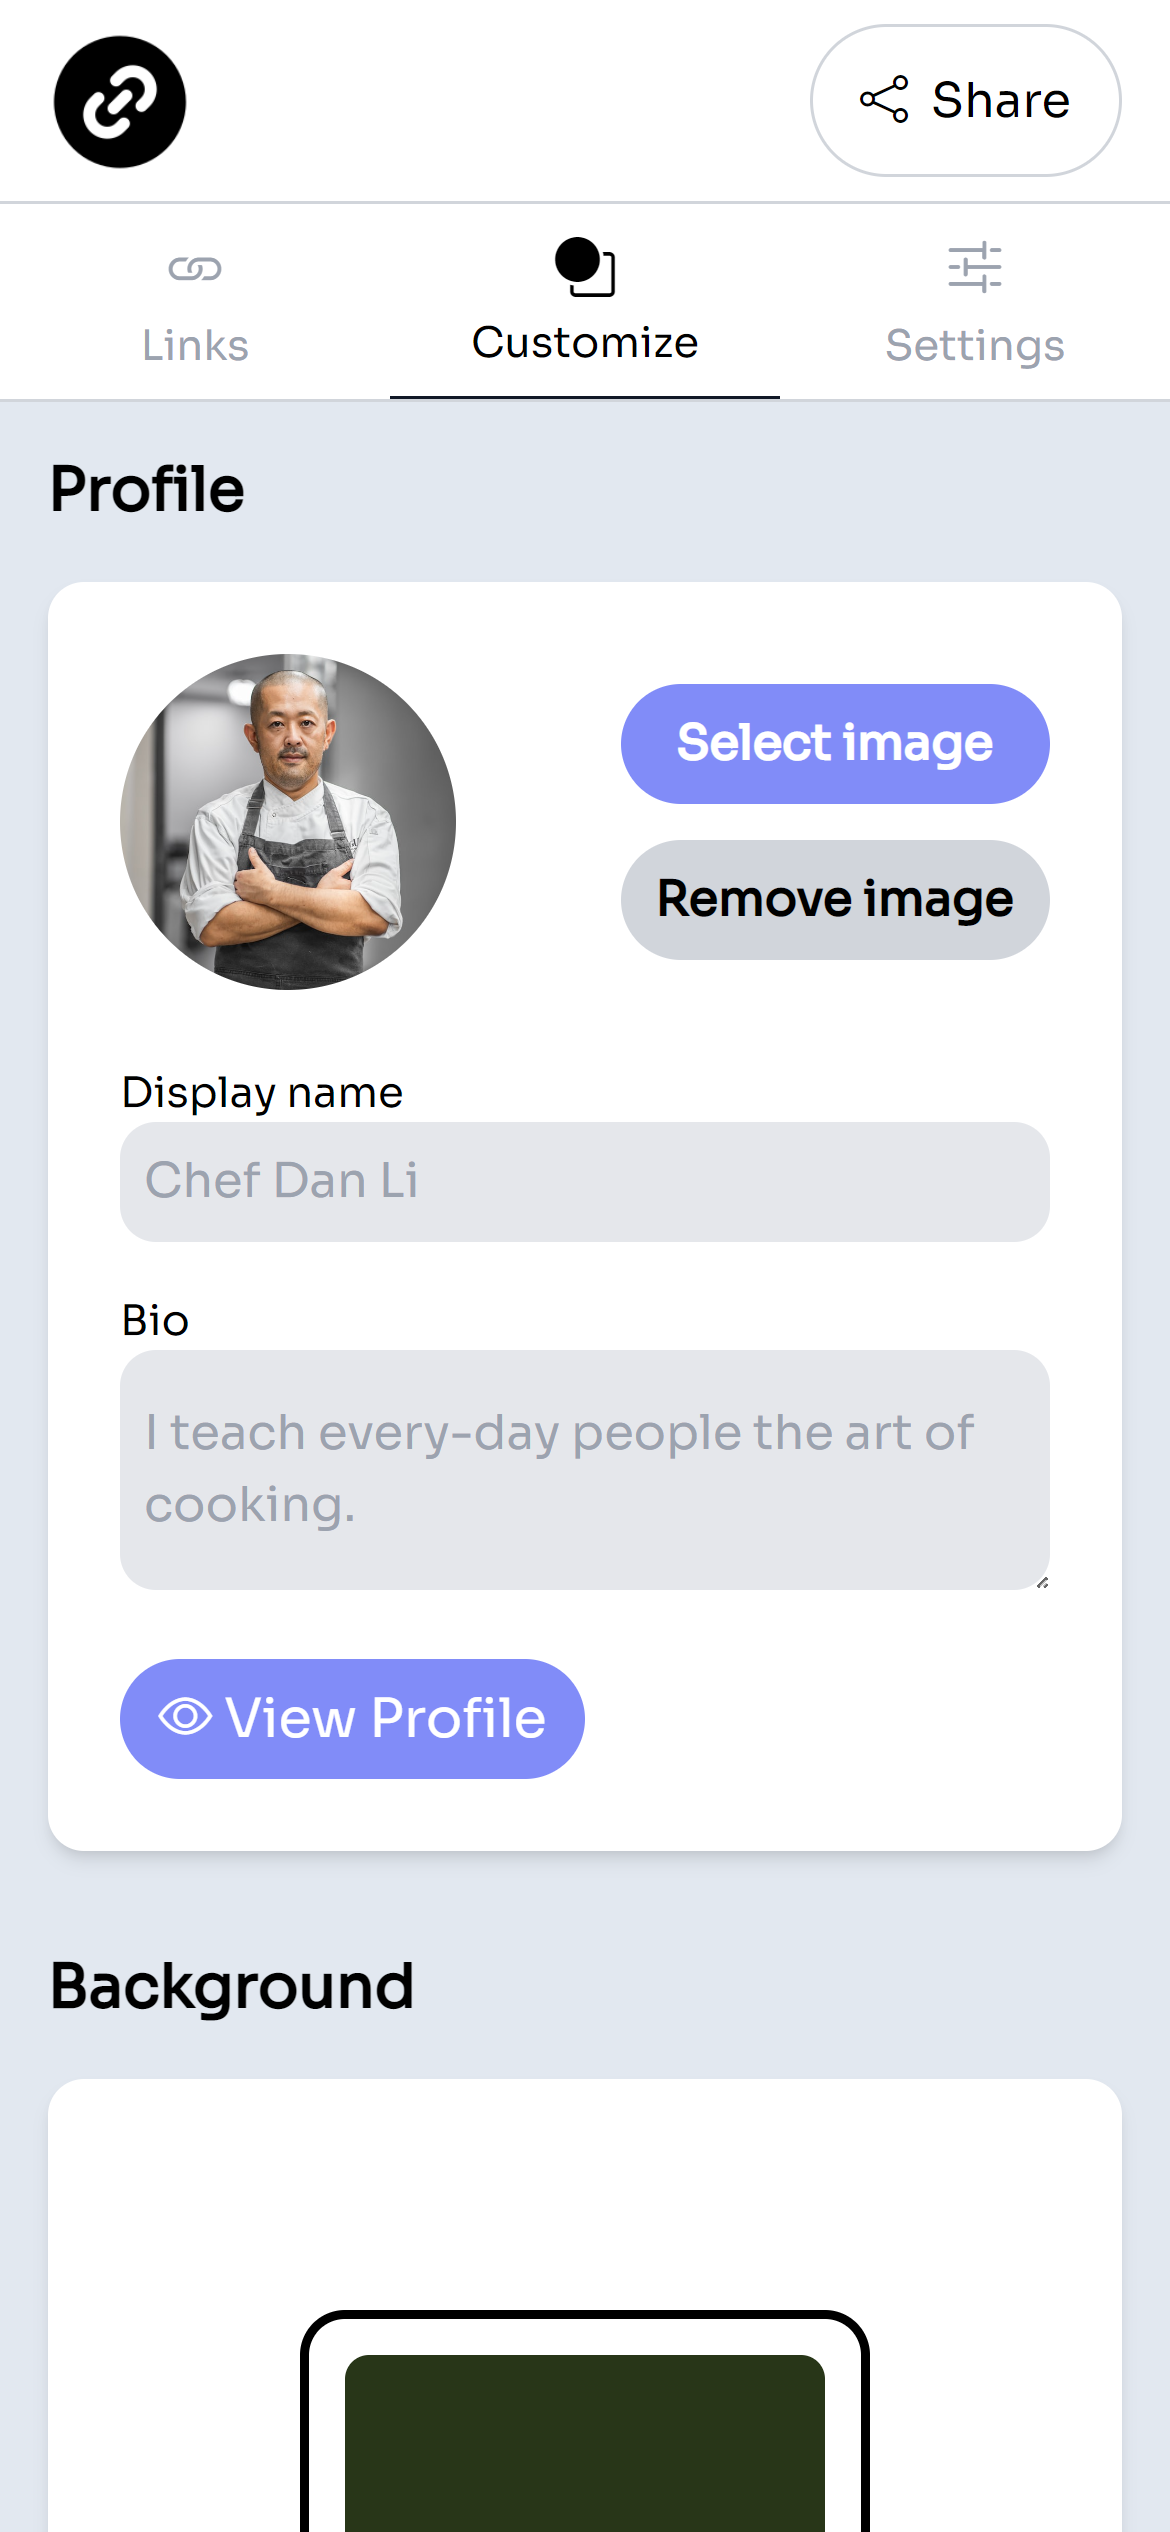 Share
Links
Customize
Settings
Profile
Select image
Remove image
Display name
Chef Dan Li
Bio
I teach every-day people the art of
cooking.
View Profile
Background